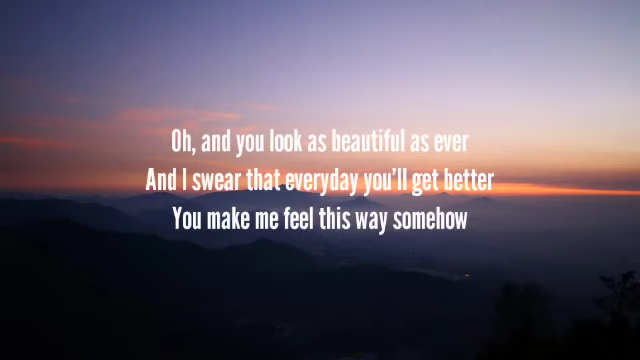 Oh, and you look as beautiful as ever
And I swear that everyday you'll get better
You make me feel this way somehow